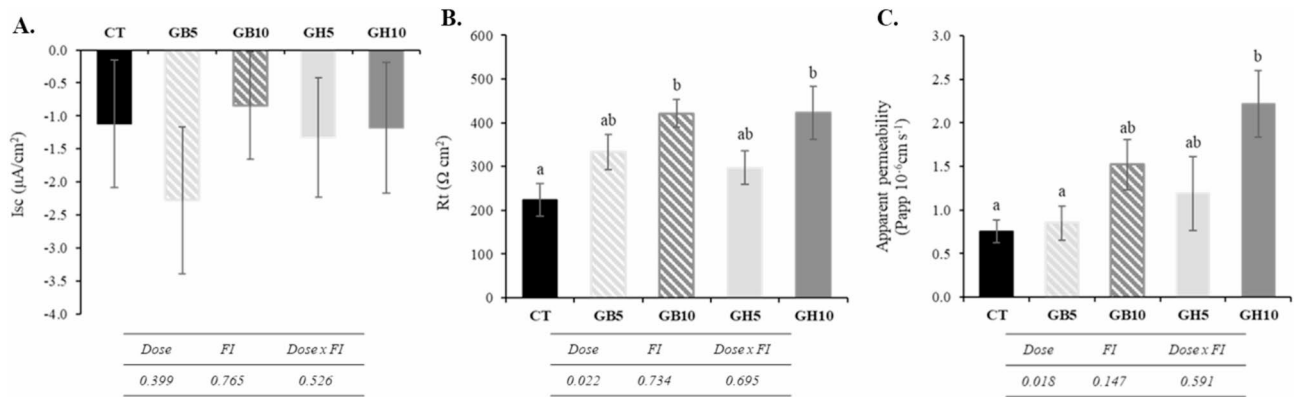 A.
CT GB5 GB10 GH5 GH10
0.0
-0.5
-1.0
-1.5
-2.0
-2.5
-3.0
-3.5
-4.0
Isc (µA/cm²)
Dose FI Dose x FI
0.399 0.765 0.526
B.
600
500
400
300
200
100
0
Rt (Ω cm²)
a ab b ab b
CT GB5 GB10 GH5 GH10
Dose FI Dose x FI
0.022 0.734 0.695
C.
3.0
2.5
2.0
1.5
1.0
0.5
0.0
Apparent permeability
(Papp 10⁻⁶cm s⁻¹)
a a ab ab b
CT GB5 GB10 GH5 GH10
Dose FI Dose x FI
0.018 0.147 0.591